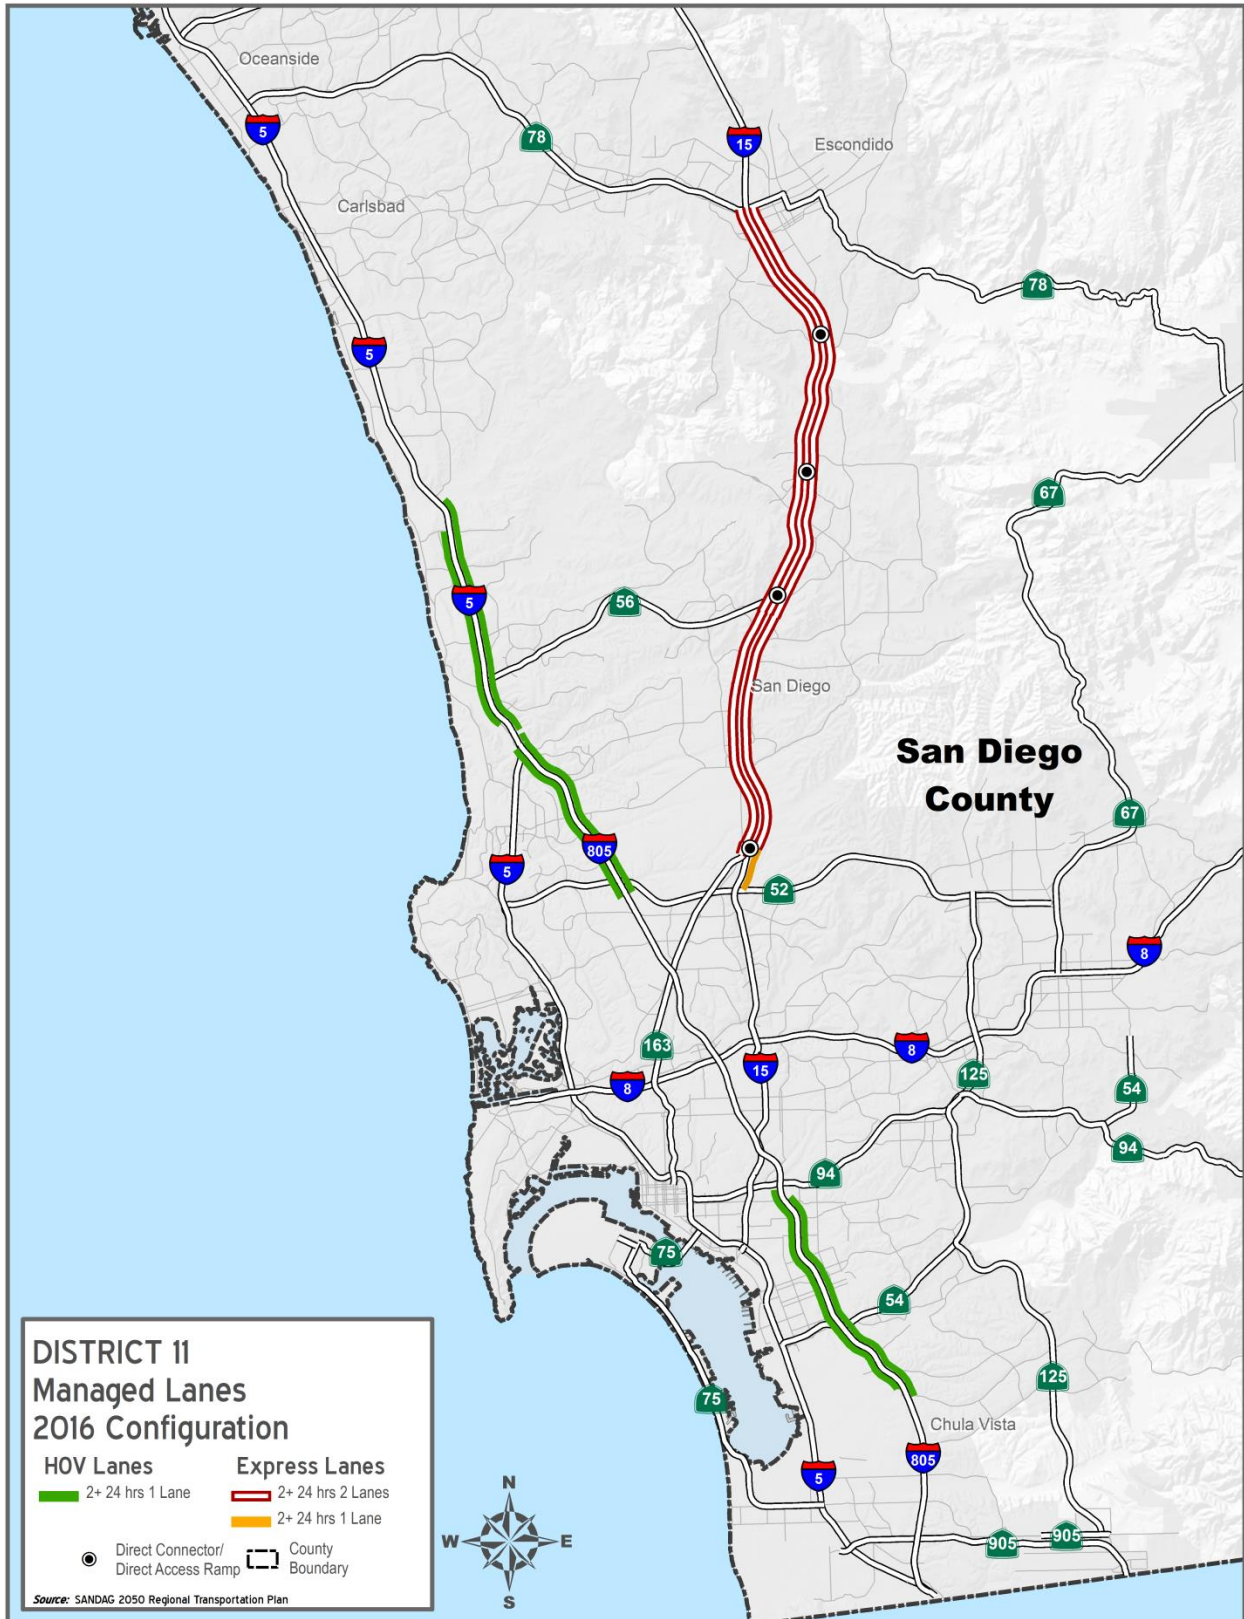 Oceanside
5
78
15
Escondido
Carlsbad
78
5
67
5
56
San Diego
San Diego
County
67
805
5
52
8
163
8
15
8
125
54
94
94
75
54
125
75
Chula Vista
805
5
905
905
DISTRICT 11
Managed Lanes
2016 Configuration
HOV Lanes
2+ 24 hrs 1 Lane
Express Lanes
2+ 24 hrs 2 Lanes
2+ 24 hrs 1 Lane
Direct Connector/
Direct Access Ramp
County
Boundary
Source: SANDAG 2050 Regional Transportation Plan
N
W
E
S